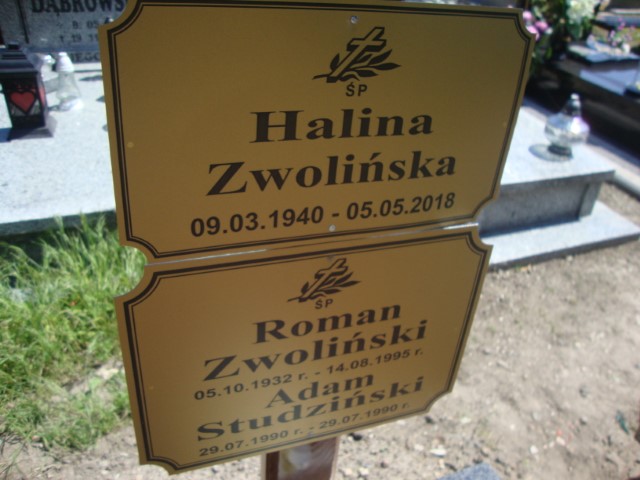 ŚP
Halina
Zwolińska
09.03.1940 - 05.05.2018
ŚP
Roman
Zwoliński
05.10.1932 r. - 14.08.1995 r.
Adam
Studziński
29.07.1990 r. - 29.07.1990 r.